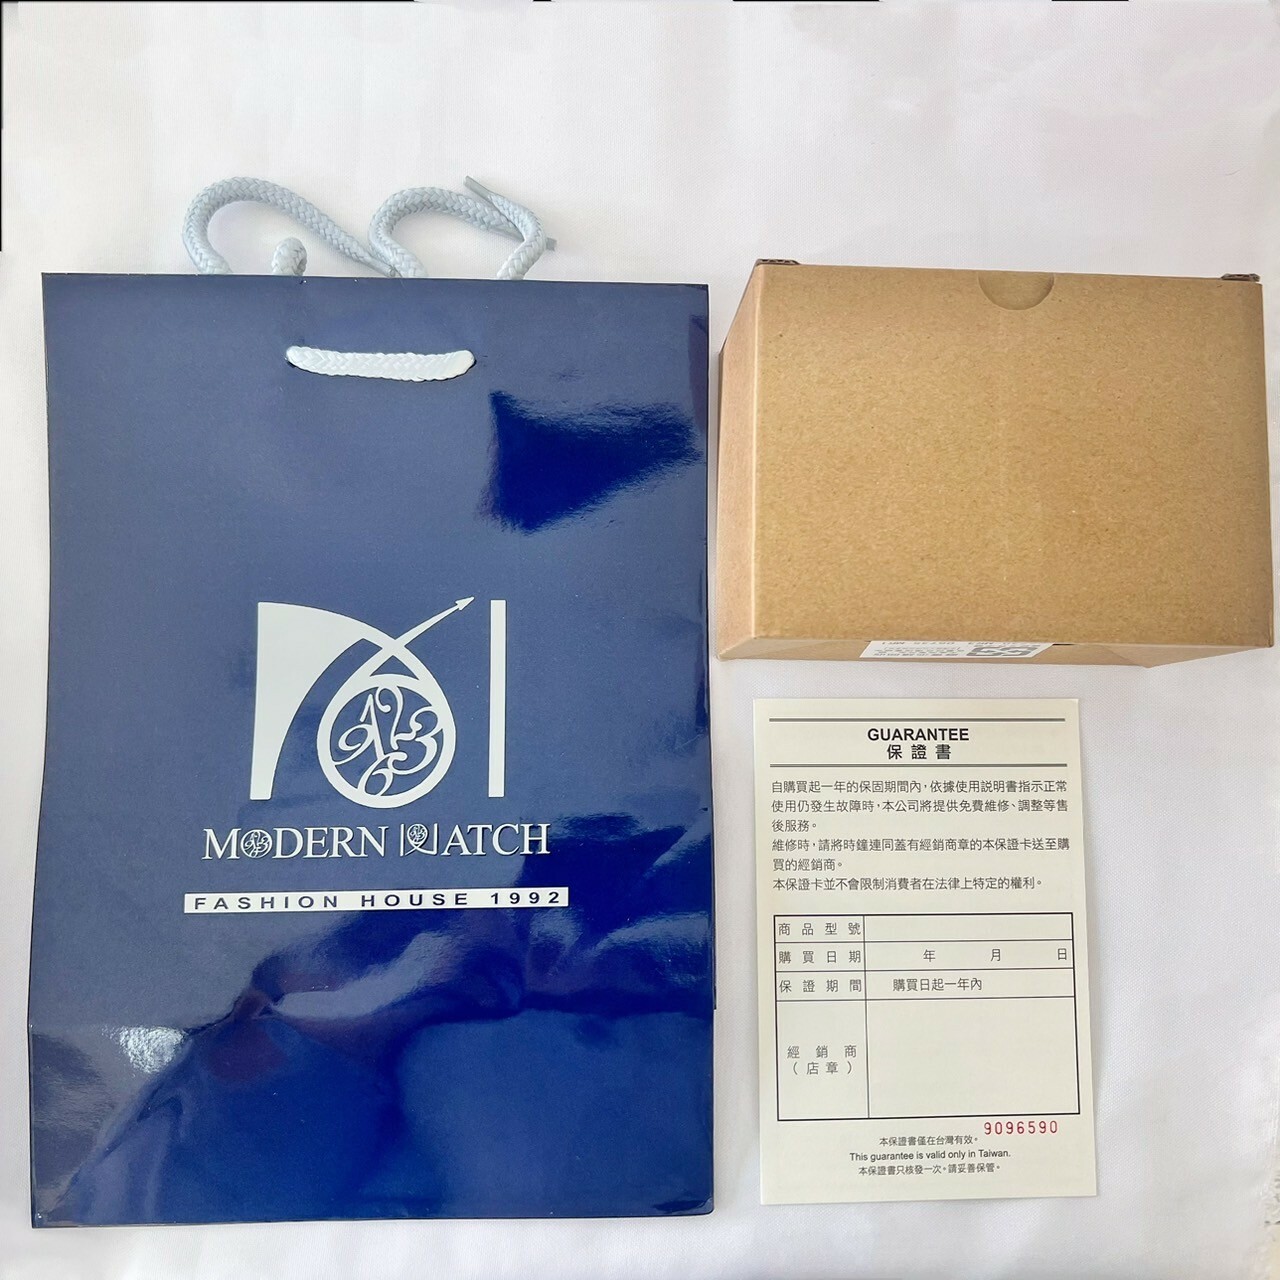 MODERN WATCH
FASHION HOUSE 1992
GUARANTEE
保證書
自購買起一年的保固期間內，依據使用説明書指示正常
使用仍發生故障時，本公司將提供免費維修、調整等售
後服務。
維修時，請將時鐘連同蓋有經銷商章的本保證卡送至購
買的經銷商。
本保證卡並不會限制消費者在法律上特定的權利。
商品型號
購買日期 年 月 日
保證期間 購買日起一年內
經銷商
（店章）
9096590
本保證書僅在台灣有效。
This guarantee is valid only in Taiwan.
本保證書只核發一次。請妥善保管。